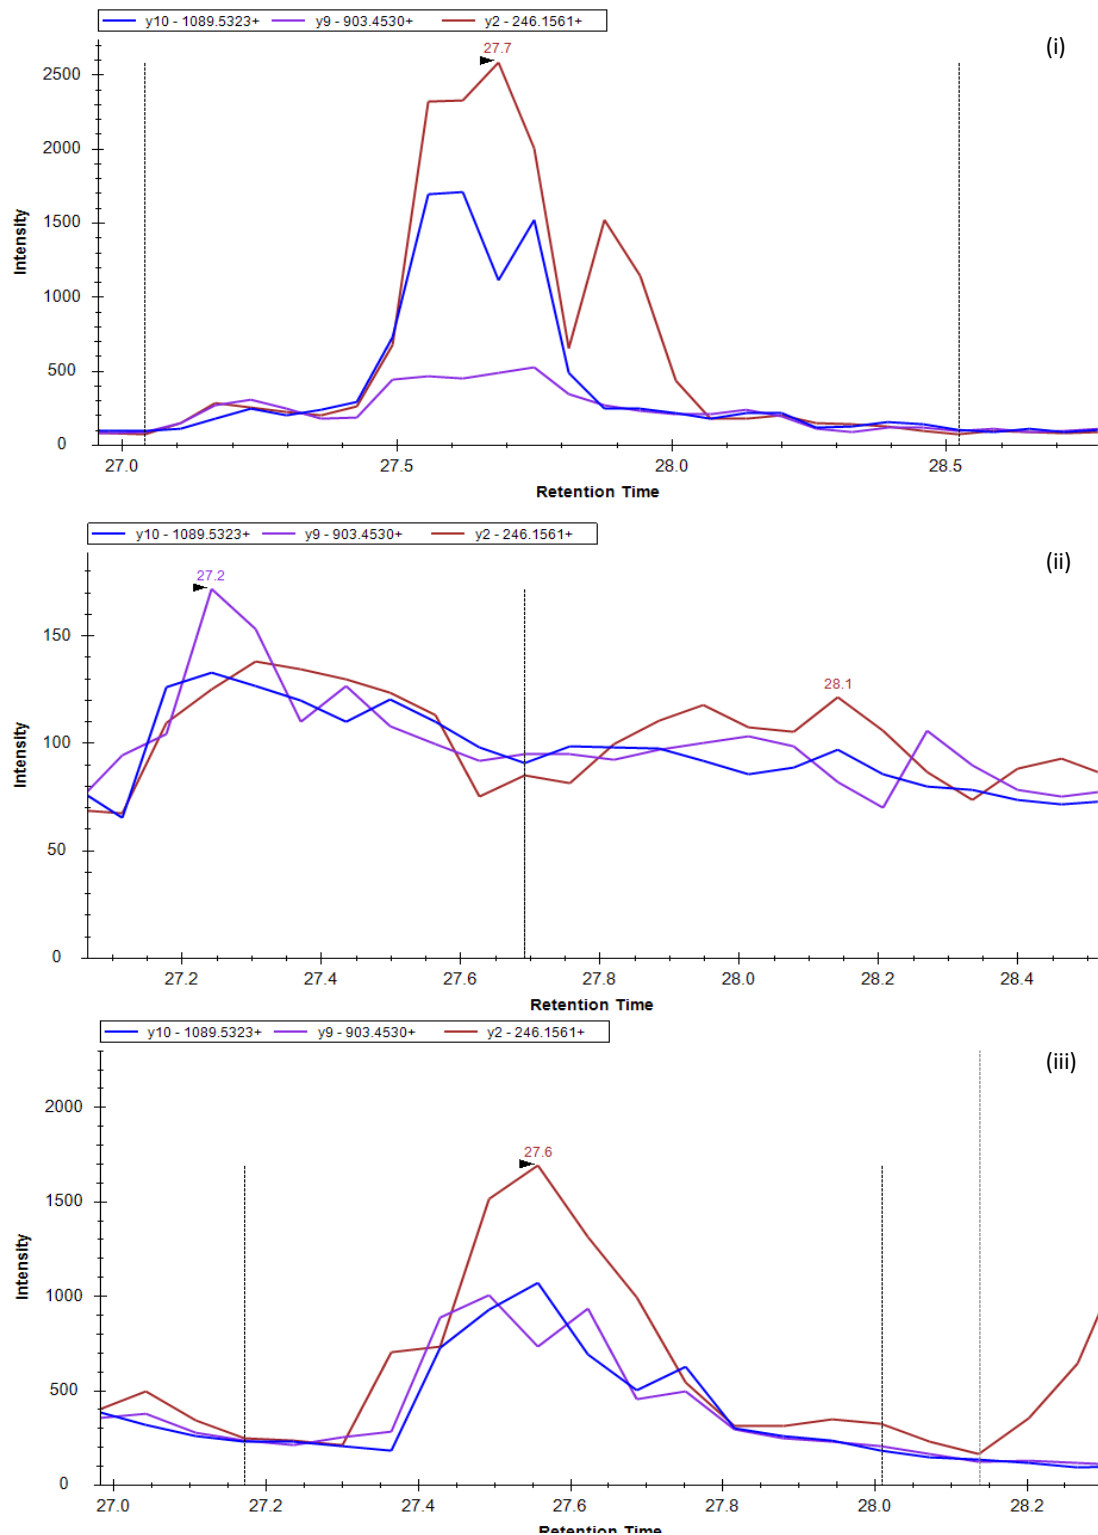 y10 - 1089.5323+ y9 - 903.4530+ y2 - 246.1561+
(i)
27.7
2500
2000
1500
1000
500
0
Intensity
27.0 27.5 28.0 28.5
Retention Time
y10 - 1089.5323+ y9 - 903.4530+ y2 - 246.1561+
(ii)
27.2
28.1
150
100
50
0
Intensity
27.2 27.4 27.6 27.8 28.0 28.2 28.4
Retention Time
y10 - 1089.5323+ y9 - 903.4530+ y2 - 246.1561+
(iii)
27.6
2000
1500
1000
500
0
Intensity
27.0 27.2 27.4 27.6 27.8 28.0 28.2
Retention Time